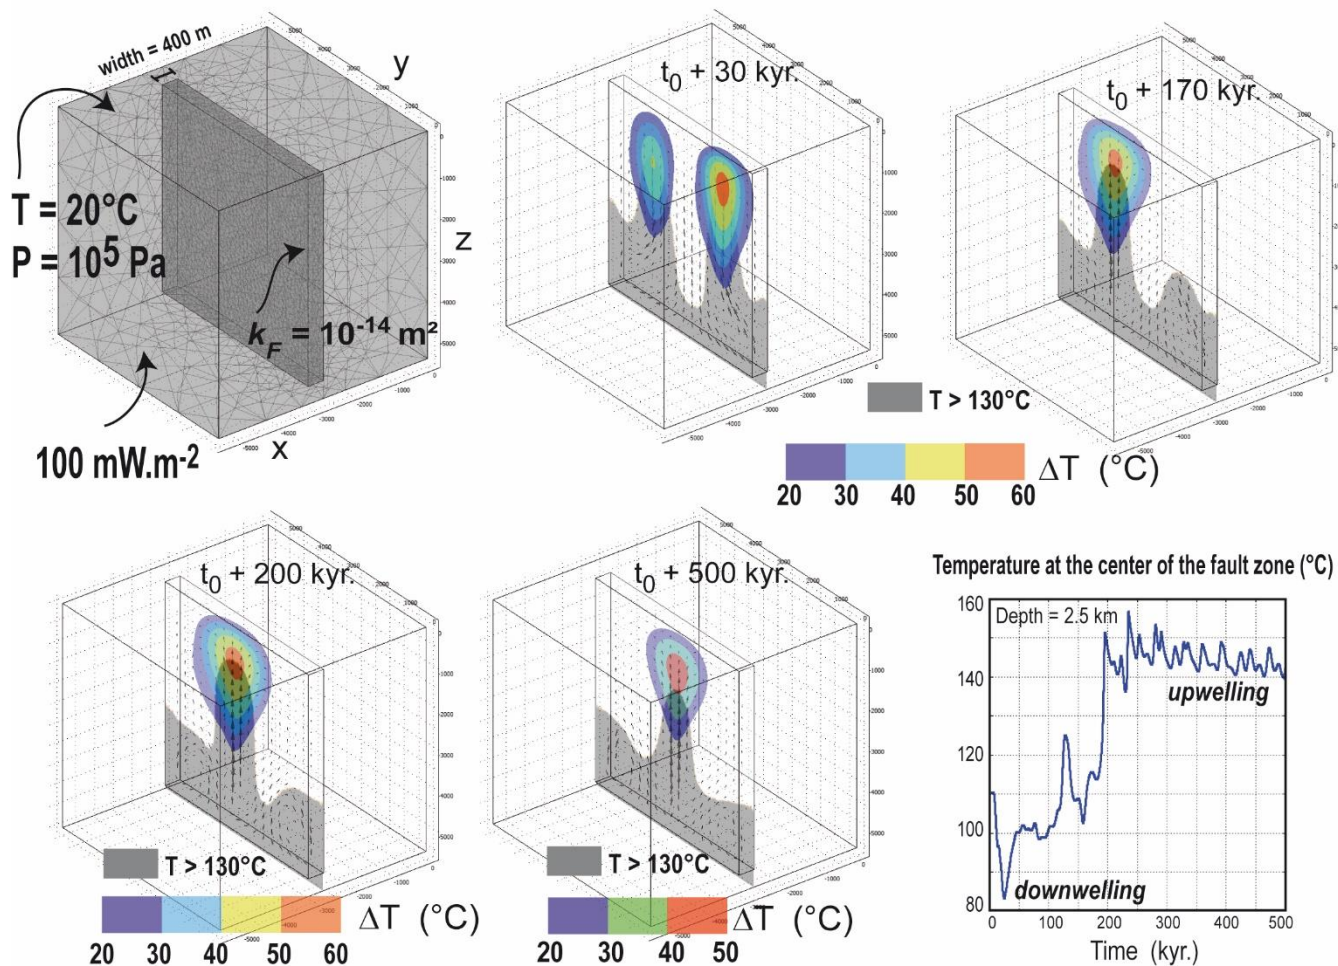 width = 400 m
y
T = 20°C
P = 10⁵ Pa
z
k_F = 10⁻¹⁴ m²
100 mW.m⁻²
x
t₀ + 30 kyr.
t₀ + 170 kyr.
T > 130°C
ΔT (°C)
20 30 40 50 60
t₀ + 200 kyr.
T > 130°C
ΔT (°C)
20 30 40 50 60
t₀ + 500 kyr.
T > 130°C
ΔT (°C)
20 30 40 50
Temperature at the center of the fault zone (°C)
160
Depth = 2.5 km
140
upwelling
120
100
downwelling
80
0 100 200 300 400 500
Time (kyr.)